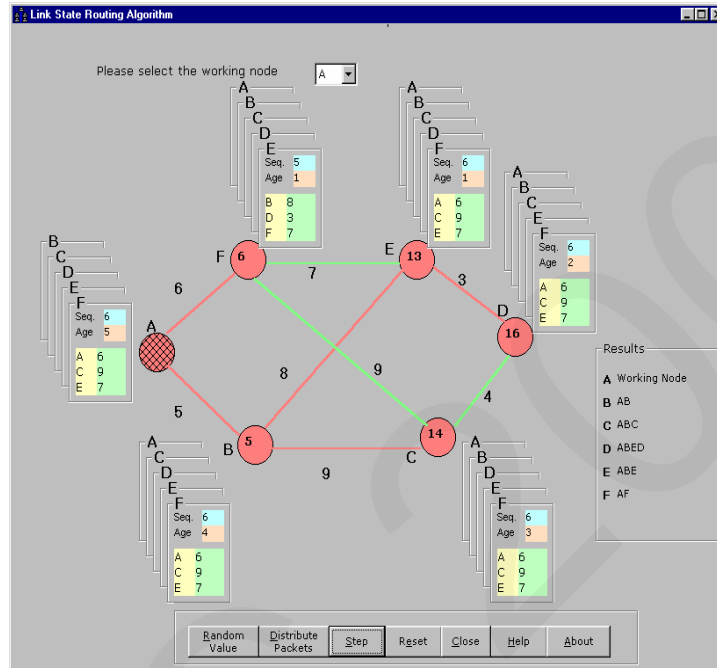 Link State Routing Algorithm
Please select the working node A
A
B
C
D
E
Seq. 5
Age 1
B 8
D 3
F 7
A
B
C
D
F
Seq. 6
Age 1
A 6
C 9
E 7
A
B
C
E
F
Seq. 6
Age 2
A 6
C 9
E 7
B
C
D
E
F
Seq. 6
Age 5
A 6
C 9
E 7
F 6
E 13
D 16
A
B 5
C 14
6
7
3
5
8
9
4
9
A
C
D
E
F
Seq. 6
Age 4
A 6
C 9
E 7
A
B
D
E
F
Seq. 6
Age 3
A 6
C 9
E 7
Results
A Working Node
B AB
C ABC
D ABED
E ABE
F AF
Random Value
Distribute Packets
Step
Reset
Close
Help
About